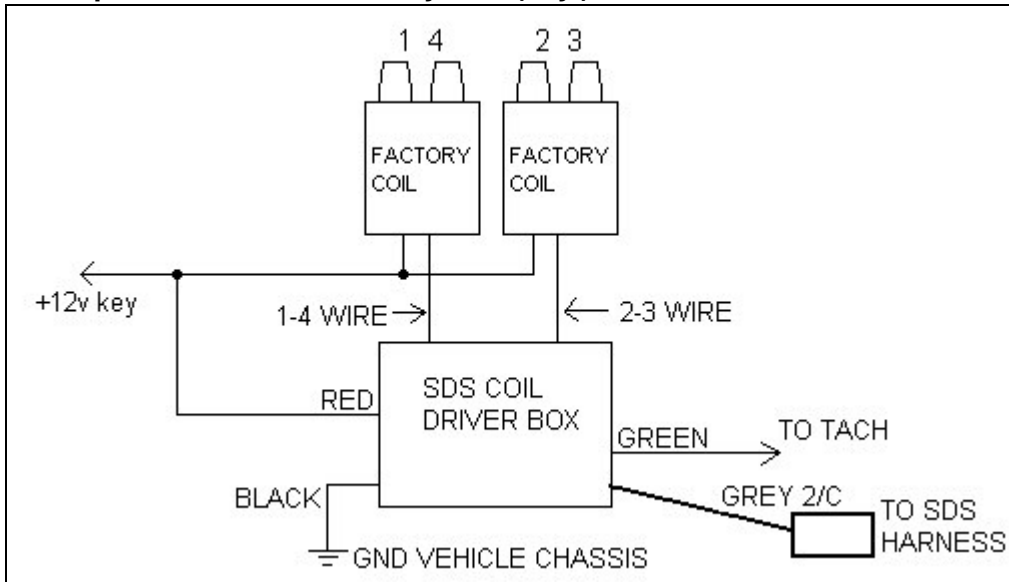 1 4 2 3
FACTORY
COIL
FACTORY
COIL
+12v key
1-4 WIRE
2-3 WIRE
RED
SDS COIL
DRIVER BOX
GREEN
TO TACH
BLACK
GREY 2/C
TO SDS
HARNESS
GND VEHICLE CHASSIS